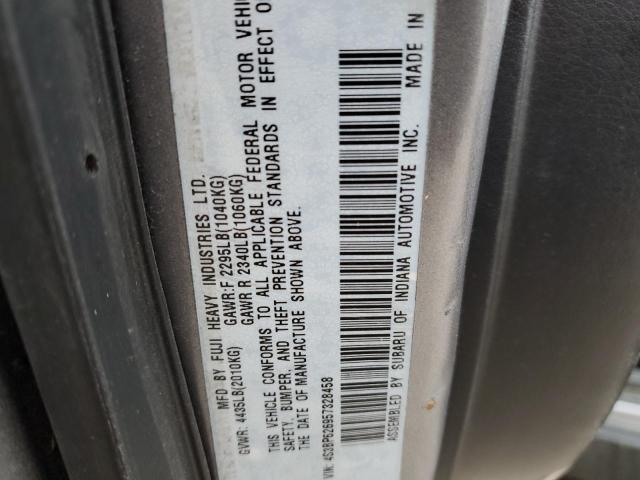 MFD BY FUJI HEAVY INDUSTRIES LTD.
GVWR: 4435LB(2010KG) GAWR:F 2295LB(1040KG)
GAWR R 2340LB(1060KG)
THIS VEHICLE CONFORMS TO ALL APPLICABLE FEDERAL MOTOR VEHI
SAFETY, BUMPER, AND THEFT PREVENTION STANDARDS IN EFFECT O
THE DATE OF MANUFACTURE SHOWN ABOVE.
VIN: 4S3BP626957328458
ASSEMBLED BY SUBARU OF INDIANA AUTOMOTIVE INC. MADE IN